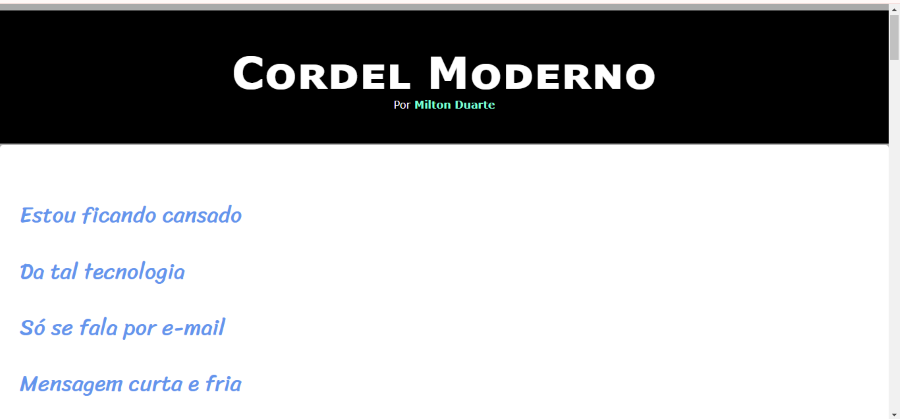 Cordel Moderno
Por Milton Duarte
Estou ficando cansado
Da tal tecnologia
Só se fala por e-mail
Mensagem curta e fria